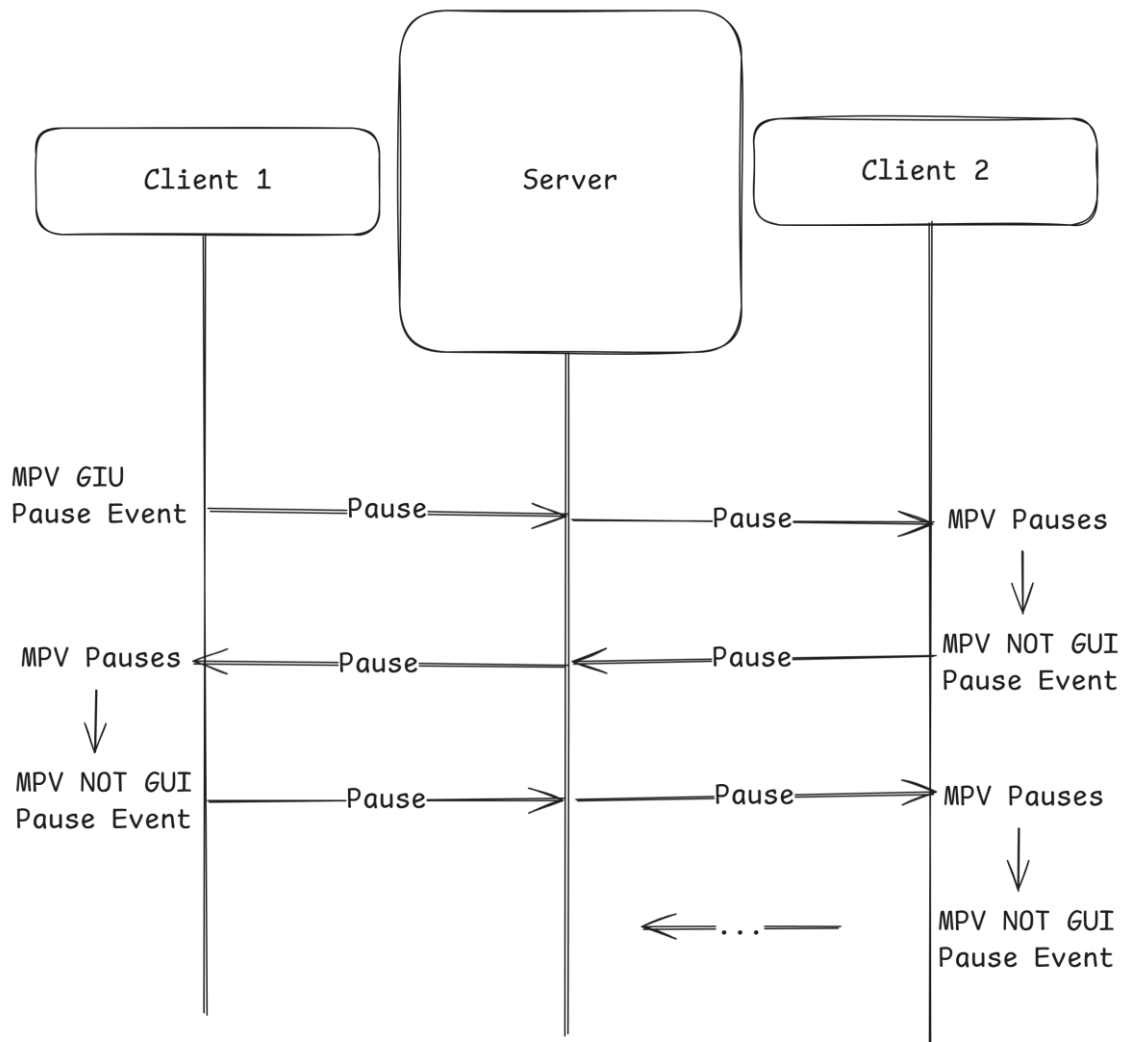 Client 1
Server
Client 2
MPV GIU
Pause Event
Pause
Pause
MPV Pauses
MPV Pauses
Pause
Pause
MPV NOT GUI
Pause Event
MPV NOT GUI
Pause Event
Pause
Pause
MPV Pauses
...
MPV NOT GUI
Pause Event